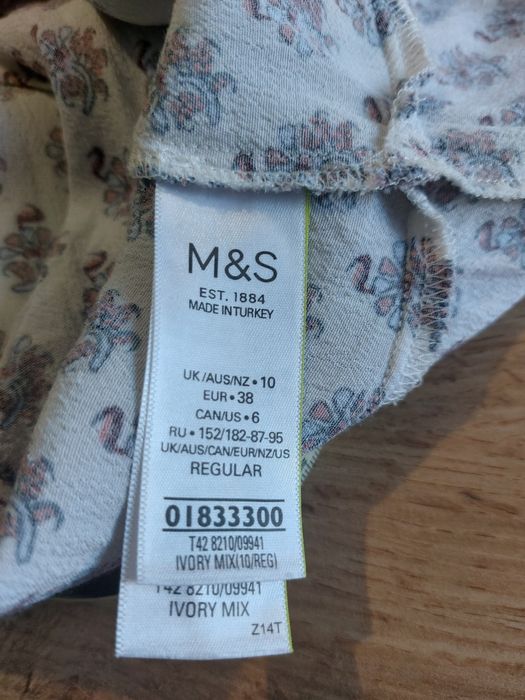 M&S
EST. 1884
MADE IN TURKEY
UK/AUS/NZ • 10
EUR • 38
CAN/US • 6
RU • 152/182-87-95
UK/AUS/CAN/EUR/NZ/US
REGULAR
01833300
T42 8210/09941
IVORY MIX(10/REG)
T42 8210/09941
IVORY MIX
Z14T